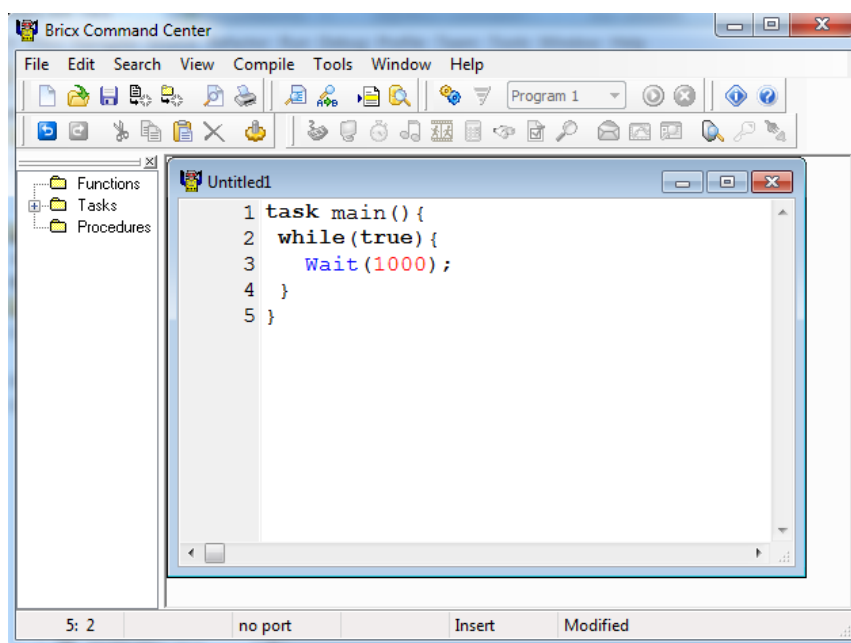 Bricx Command Center
File Edit Search View Compile Tools Window Help
Program 1
Functions
Tasks
Procedures
Untitled1
1 task main(){
2 while(true){
3 Wait(1000);
4 }
5 }
5: 2 no port Insert Modified